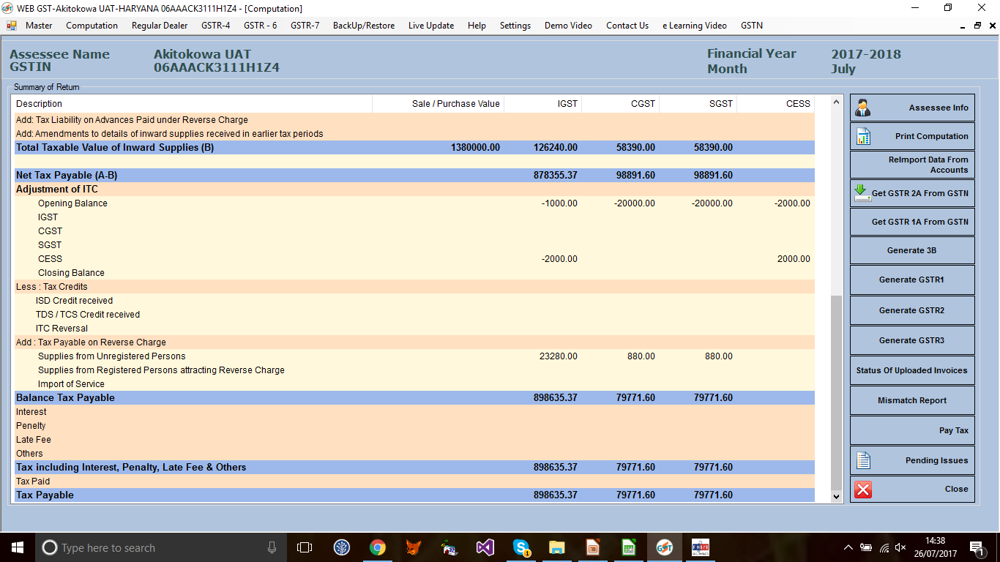 WEB GST-Akitokowa UAT-HARYANA 06AAACK3111H1Z4 - [Computation]
Master Computation Regular Dealer GSTR-4 GSTR - 6 GSTR-7 BackUp/Restore Live Update Help Settings Demo Video Contact Us e Learning Video GSTN
Assessee Name Akitokowa UAT Financial Year 2017-2018
GSTIN 06AAACK3111H1Z4 Month July
Summary of Return
Description Sale / Purchase Value IGST CGST SGST CESS
Add: Tax Liability on Advances Paid under Reverse Charge
Add: Amendments to details of inward supplies received in earlier tax periods
Total Taxable Value of Inward Supplies (B) 1380000.00 126240.00 58390.00 58390.00
Net Tax Payable (A-B) 878355.37 98891.60 98891.60
Adjustment of ITC
Opening Balance -1000.00 -20000.00 -20000.00 -2000.00
IGST
CGST
SGST
CESS -2000.00 2000.00
Closing Balance
Less : Tax Credits
ISD Credit received
TDS / TCS Credit received
ITC Reversal
Add : Tax Payable on Reverse Charge
Supplies from Unregistered Persons 23280.00 880.00 880.00
Supplies from Registered Persons attracting Reverse Charge
Import of Service
Balance Tax Payable 898635.37 79771.60 79771.60
Interest
Penelty
Late Fee
Others
Tax including Interest, Penalty, Late Fee & Others 898635.37 79771.60 79771.60
Tax Paid
Tax Payable 898635.37 79771.60 79771.60
Assessee Info
Print Computation
ReImport Data From
Accounts
Get GSTR 2A From GSTN
Get GSTR 1A From GSTN
Generate 3B
Generate GSTR1
Generate GSTR2
Generate GSTR3
Status Of Uploaded Invoices
Mismatch Report
Pay Tax
Pending Issues
Close
Type here to search
14:38
26/07/2017